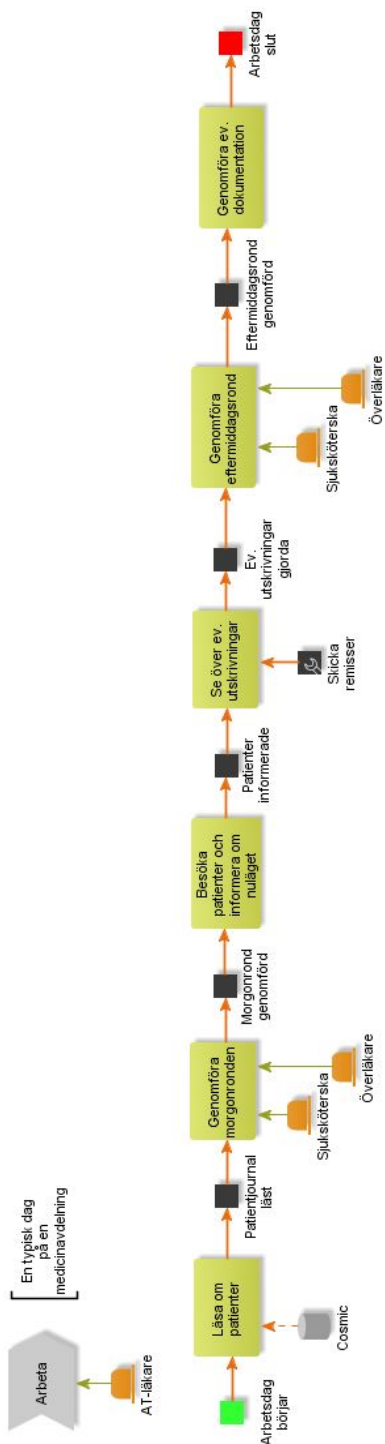 Arbeta
AT-läkare
En typisk dag
på en
medicinavdelning
Arbetsdag
börjar
Läsa om
patienter
Cosmic
Patientjournal
läst
Genomföra
morgonronden
Sjuksköterska
Överläkare
Morgonrond
genomförd
Besöka
patienter och
informera om
nuläget
Patienter
informerade
Se över ev.
utskrivningar
Skicka
remisser
Ev.
utskrivningar
gjorda
Genomföra
eftermiddagsrond
Sjuksköterska
Överläkare
Eftermiddagsrond
genomförd
Genomföra ev.
dokumentation
Arbetsdag
slut